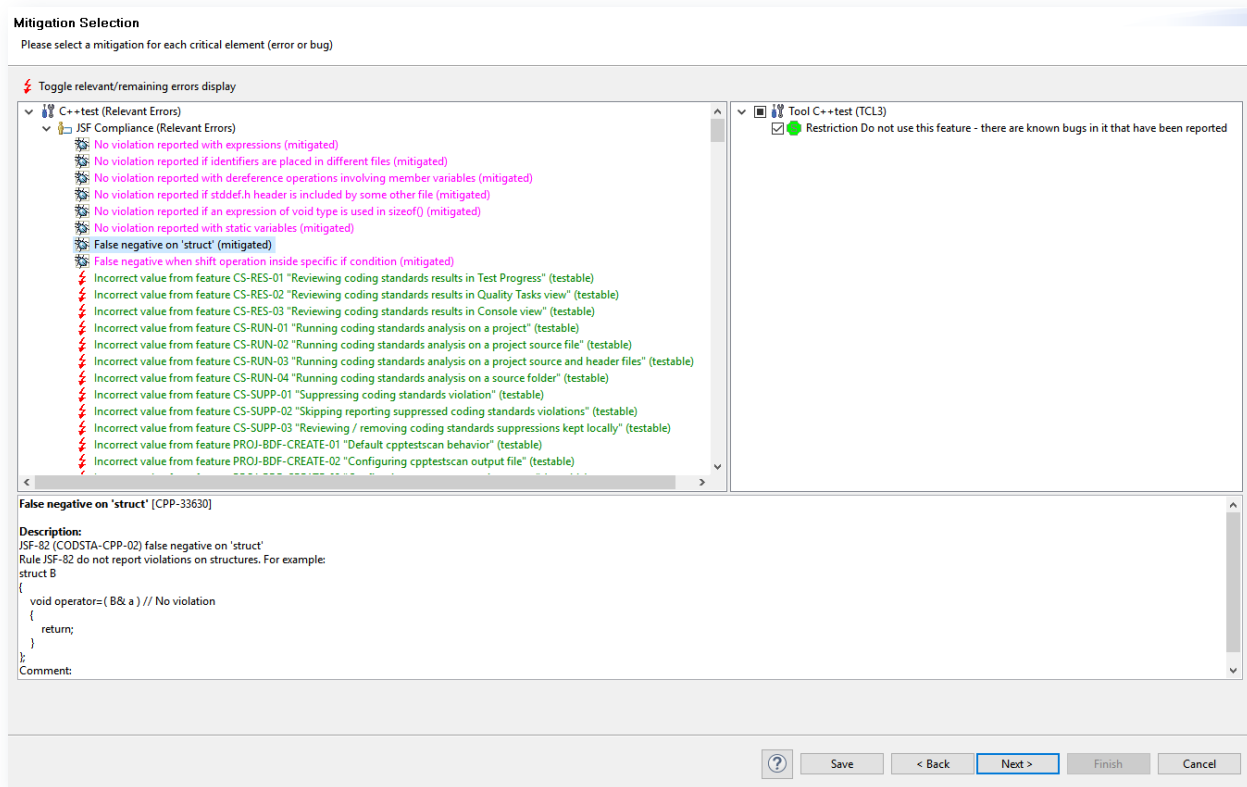 Mitigation Selection
Please select a mitigation for each critical element (error or bug)
Toggle relevant/remaining errors display
C++test (Relevant Errors)
JSF Compliance (Relevant Errors)
No violation reported with expressions (mitigated)
No violation reported if identifiers are placed in different files (mitigated)
No violation reported with dereference operations involving member variables (mitigated)
No violation reported if stddef.h header is included by some other file (mitigated)
No violation reported if an expression of void type is used in sizeof() (mitigated)
No violation reported with static variables (mitigated)
False negative on 'struct' (mitigated)
False negative when shift operation inside specific if condition (mitigated)
Incorrect value from feature CS-RES-01 "Reviewing coding standards results in Test Progress" (testable)
Incorrect value from feature CS-RES-02 "Reviewing coding standards results in Quality Tasks view" (testable)
Incorrect value from feature CS-RES-03 "Reviewing coding standards results in Console view" (testable)
Incorrect value from feature CS-RUN-01 "Running coding standards analysis on a project" (testable)
Incorrect value from feature CS-RUN-02 "Running coding standards analysis on a project source file" (testable)
Incorrect value from feature CS-RUN-03 "Running coding standards analysis on a project source and header files" (testable)
Incorrect value from feature CS-RUN-04 "Running coding standards analysis on a source folder" (testable)
Incorrect value from feature CS-SUPP-01 "Suppressing coding standards violation" (testable)
Incorrect value from feature CS-SUPP-02 "Skipping reporting suppressed coding standards violations" (testable)
Incorrect value from feature CS-SUPP-03 "Reviewing / removing coding standards suppressions kept locally" (testable)
Incorrect value from feature PROJ-BDF-CREATE-01 "Default cpptestscan behavior" (testable)
Incorrect value from feature PROJ-BDF-CREATE-02 "Configuring cpptestscan output file" (testable)
Tool C++test (TCL3)
Restriction Do not use this feature - there are known bugs in it that have been reported
False negative on 'struct' [CPP-33630]
Description:
JSF-82 (CODSTA-CPP-02) false negative on 'struct'
Rule JSF-82 do not report violations on structures. For example:
struct B
{
void operator=( B& a ) // No violation
{
return;
}
};
Comment:
Save
< Back
Next >
Finish
Cancel